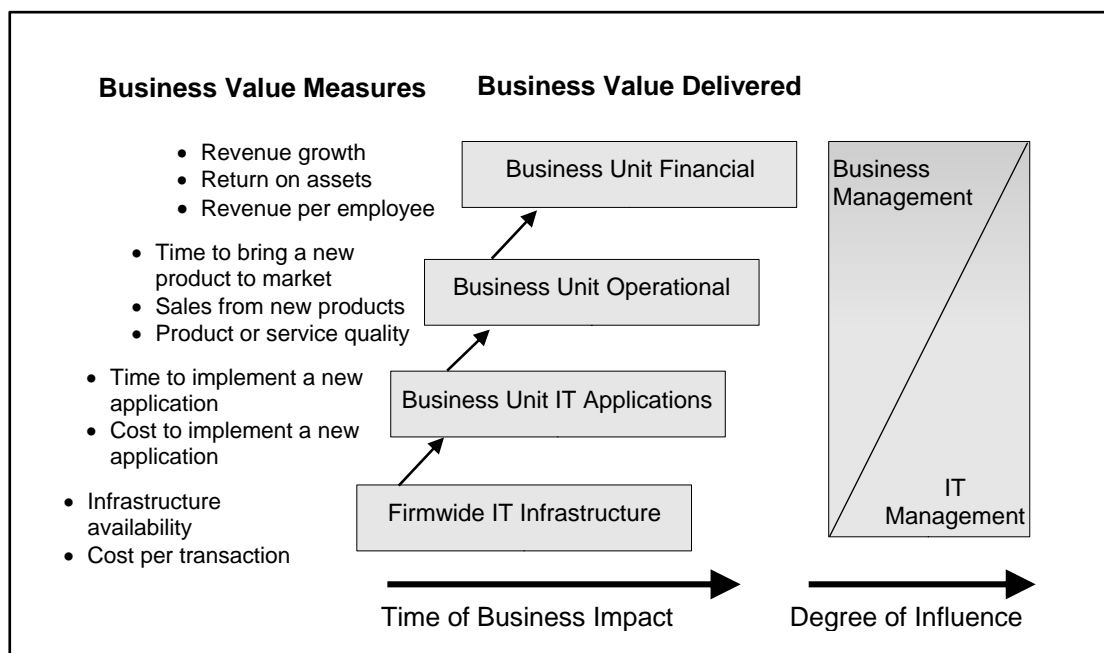 Business Value Measures
Business Value Delivered
• Revenue growth
• Return on assets
• Revenue per employee
Business Unit Financial
• Time to bring a new
product to market
• Sales from new products
• Product or service quality
Business Unit Operational
• Time to implement a new
application
• Cost to implement a new
application
Business Unit IT Applications
• Infrastructure
availability
• Cost per transaction
Firmwide IT Infrastructure
Business
Management
IT
Management
Time of Business Impact
Degree of Influence